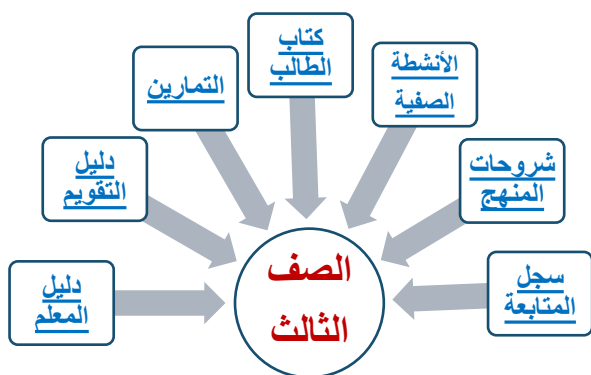 كتاب
الطالب
الأنشطة
الصفية
التمارين
شروحات
المنهج
دليل
التقويم
سجل
المتابعة
دليل
المعلم
الصف
الثالث